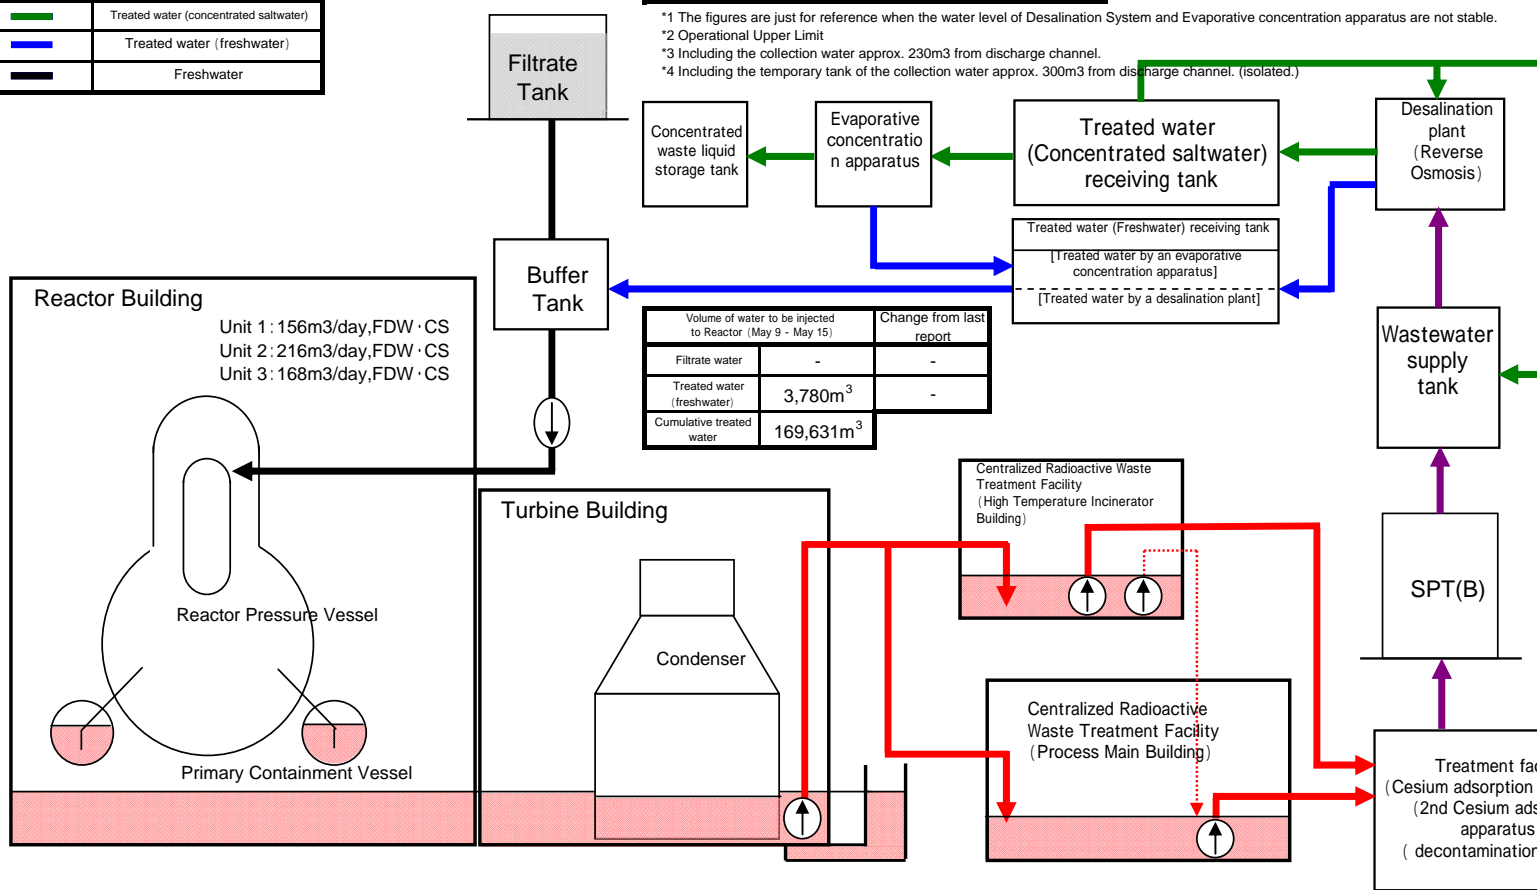 Treated water (concentrated saltwater)
Treated water (freshwater)
Freshwater
*1 The figures are just for reference when the water level of Desalination System and Evaporative concentration apparatus are not stable.
*2 Operational Upper Limit
*3 Including the collection water approx. 230m3 from discharge channel.
*4 Including the temporary tank of the collection water approx. 300m3 from discharge channel. (isolated.)
Filtrate
Tank
Concentrated
waste liquid
storage tank
Evaporative
concentratio
n apparatus
Treated water
(Concentrated saltwater)
receiving tank
Desalination
plant
(Reverse
Osmosis)
Treated water (Freshwater) receiving tank
[Treated water by an evaporative
concentration apparatus]
[Treated water by a desalination plant]
Buffer
Tank
Reactor Building
Unit 1:156m3/day,FDW・CS
Unit 2:216m3/day,FDW・CS
Unit 3:168m3/day,FDW・CS
Volume of water to be injected
to Reactor (May 9 - May 15)
Change from last
report
Filtrate water
-
-
Treated water
(freshwater)
3,780m3
-
Cumulative treated
water
169,631m3
Wastewater
supply
tank
Turbine Building
Centralized Radioactive Waste
Treatment Facility
(High Temperature Incinerator
Building)
SPT(B)
Reactor Pressure Vessel
Condenser
Centralized Radioactive
Waste Treatment Facility
(Process Main Building)
Primary Containment Vessel
Treatment
(Cesium adsorption
(2nd Cesium
apparatus
( decontamination